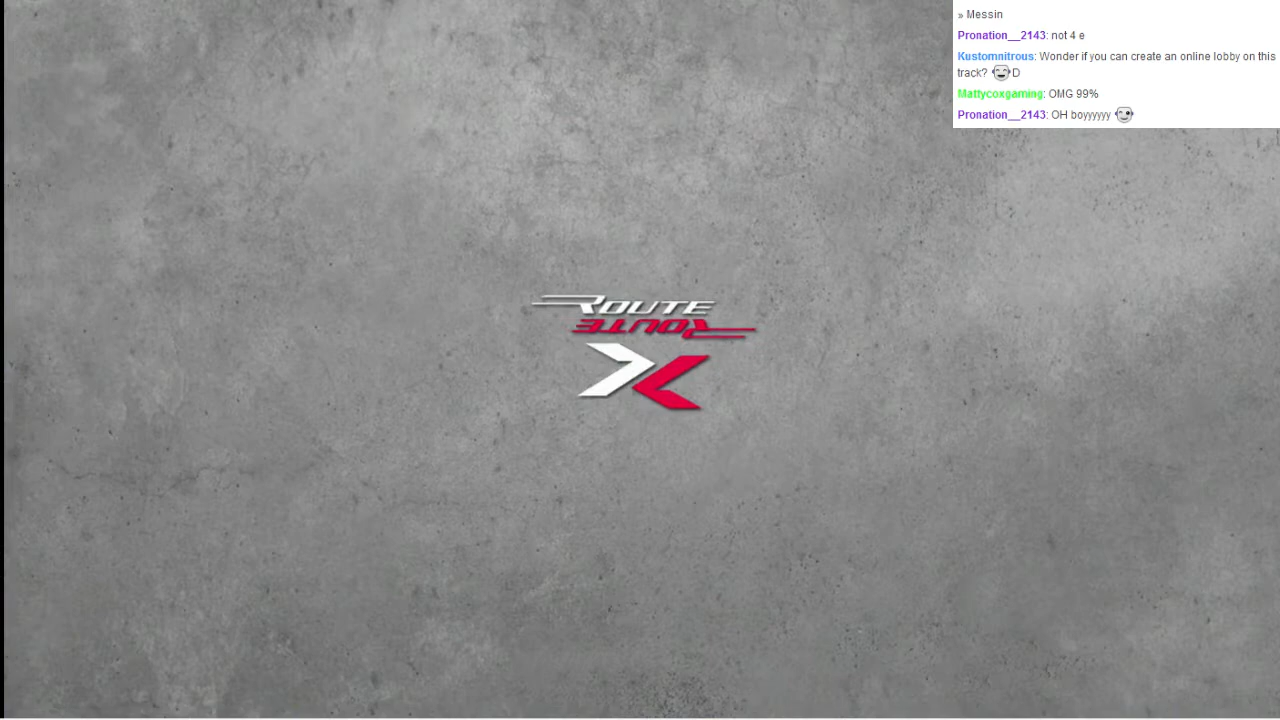 » Messin
Pronation__2143: not 4 e
Kustomnitrous: Wonder if you can create an online lobby on this
track? D
Mattycoxgaming: OMG 99%
Pronation__2143: OH boyyyyyy
ROUTE
ROUTE
X